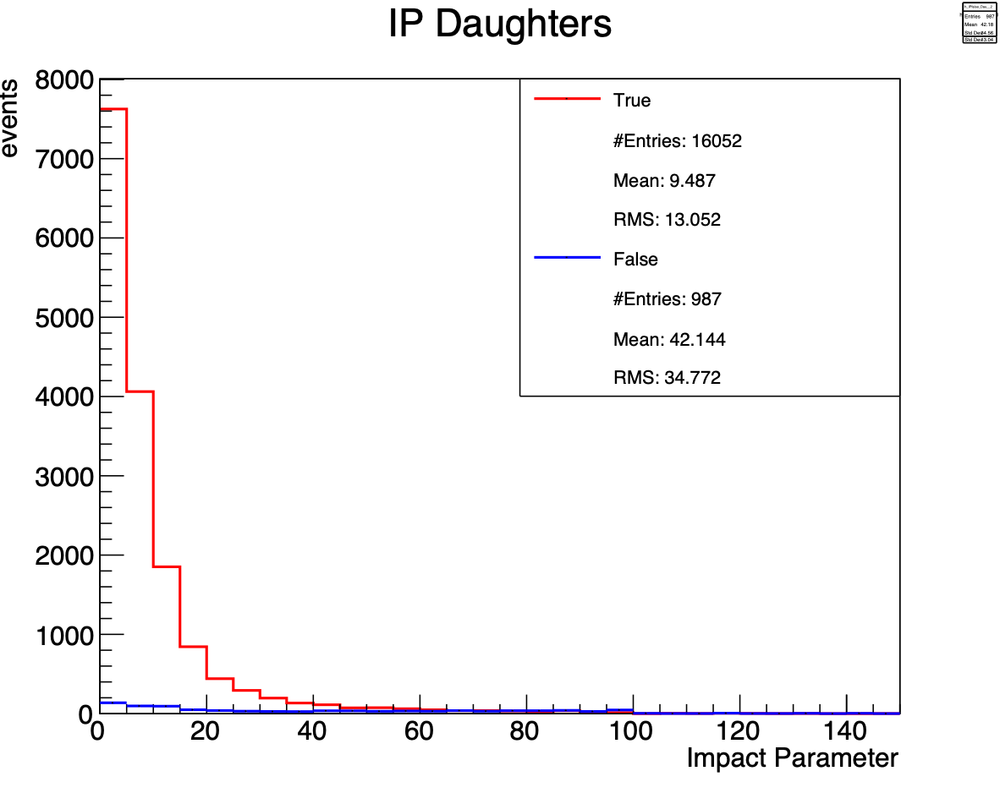 IP Daughters
Entries 987
Mean 42.18
events
8000
7000
6000
5000
4000
3000
2000
1000
0
True
#Entries: 16052
Mean: 9.487
RMS: 13.052
False
#Entries: 987
Mean: 42.144
RMS: 34.772
0 20 40 60 80 100 120 140
Impact Parameter